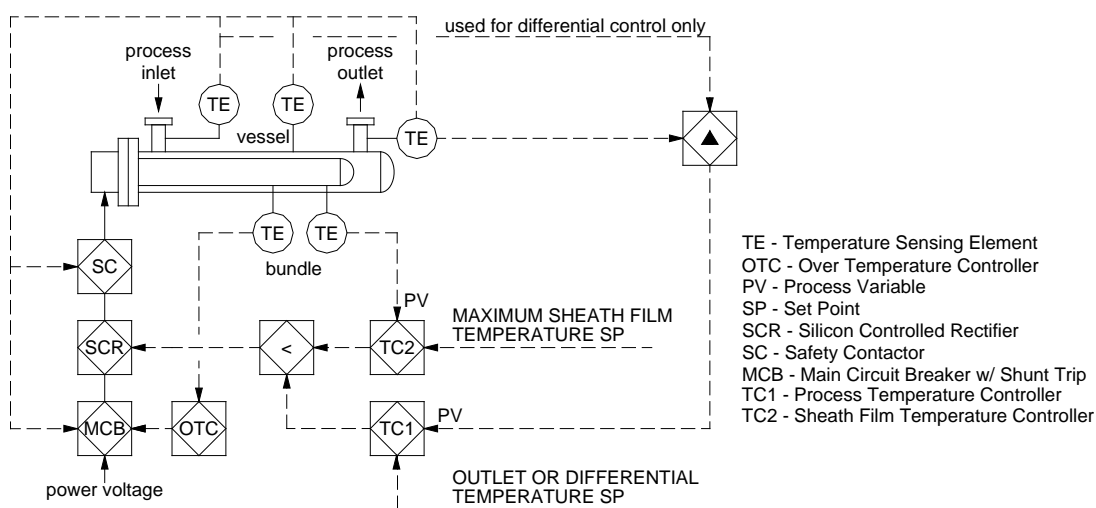 used for differential control only
process
inlet
process
outlet
TE
TE
TE
vessel
▲
TE
TE
bundle
SC
PV
MAXIMUM SHEATH FILM
TEMPERATURE SP
SCR
<
TC2
MCB
OTC
TC1
PV
power voltage
OUTLET OR DIFFERENTIAL
TEMPERATURE SP
TE - Temperature Sensing Element
OTC - Over Temperature Controller
PV - Process Variable
SP - Set Point
SCR - Silicon Controlled Rectifier
SC - Safety Contactor
MCB - Main Circuit Breaker w/ Shunt Trip
TC1 - Process Temperature Controller
TC2 - Sheath Film Temperature Controller